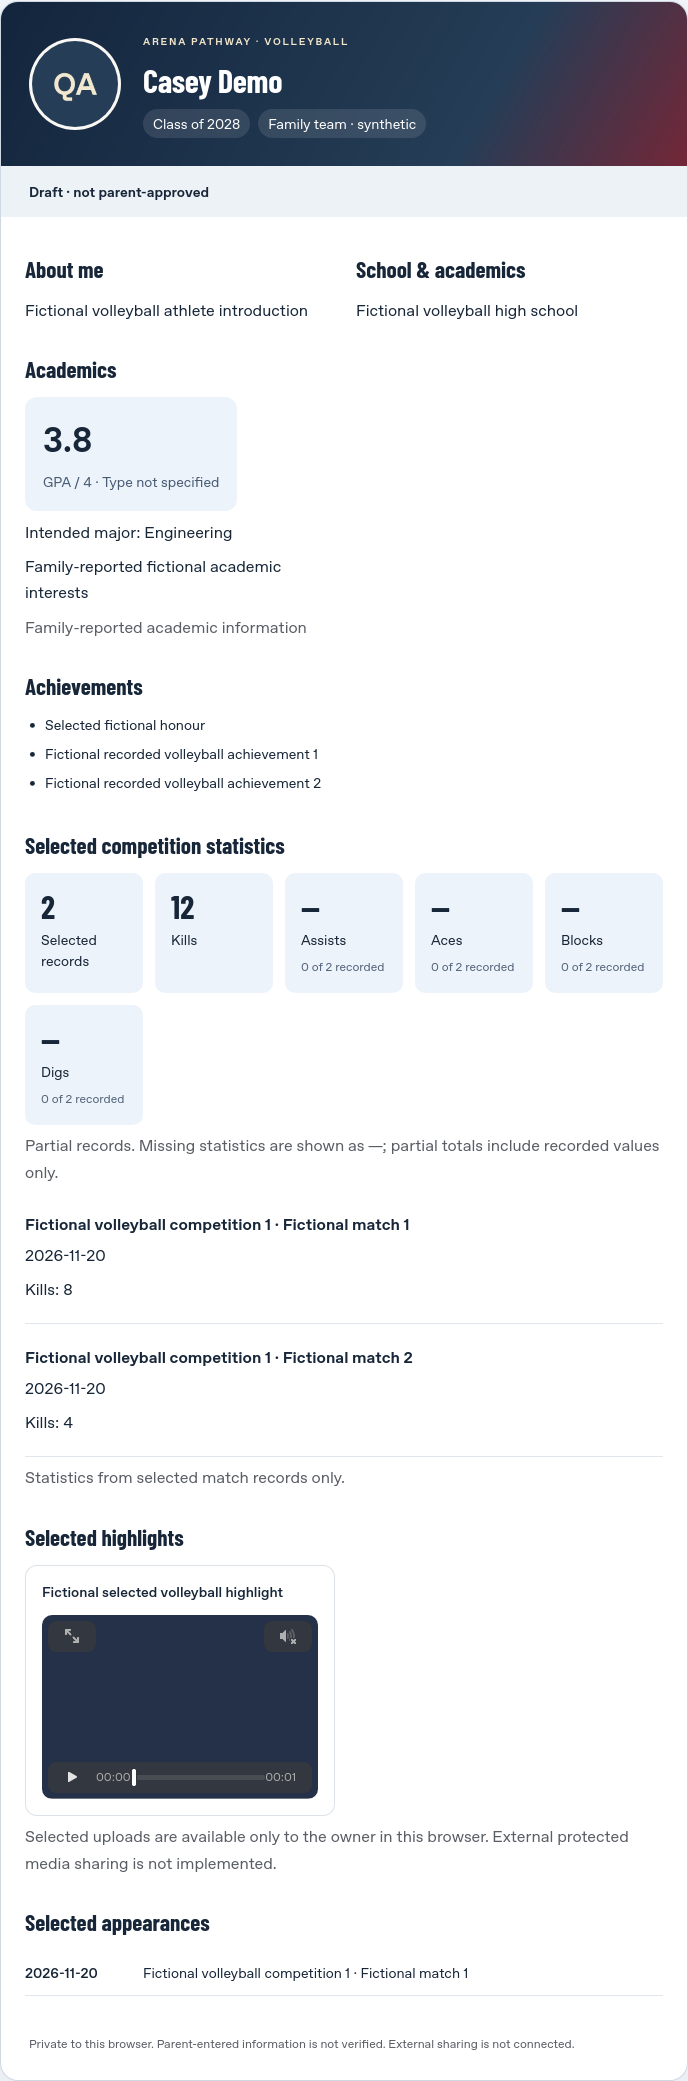 QA
ARENA PATHWAY · VOLLEYBALL
Casey Demo
Class of 2028
Family team · synthetic
Draft · not parent-approved
About me
Fictional volleyball athlete introduction
School & academics
Fictional volleyball high school
Academics
3.8
GPA / 4 · Type not specified
Intended major: Engineering
Family-reported fictional academic
interests
Family-reported academic information
Achievements
• Selected fictional honour
• Fictional recorded volleyball achievement 1
• Fictional recorded volleyball achievement 2
Selected competition statistics
2
Selected
records
12
Kills
—
Assists
0 of 2 recorded
—
Aces
0 of 2 recorded
—
Blocks
0 of 2 recorded
—
Digs
0 of 2 recorded
Partial records. Missing statistics are shown as —; partial totals include recorded values
only.
Fictional volleyball competition 1 · Fictional match 1
2026-11-20
Kills: 8
Fictional volleyball competition 1 · Fictional match 2
2026-11-20
Kills: 4
Statistics from selected match records only.
Selected highlights
Fictional selected volleyball highlight
00:00
00:01
Selected uploads are available only to the owner in this browser. External protected
media sharing is not implemented.
Selected appearances
2026-11-20
Fictional volleyball competition 1 · Fictional match 1
Private to this browser. Parent-entered information is not verified. External sharing is not connected.